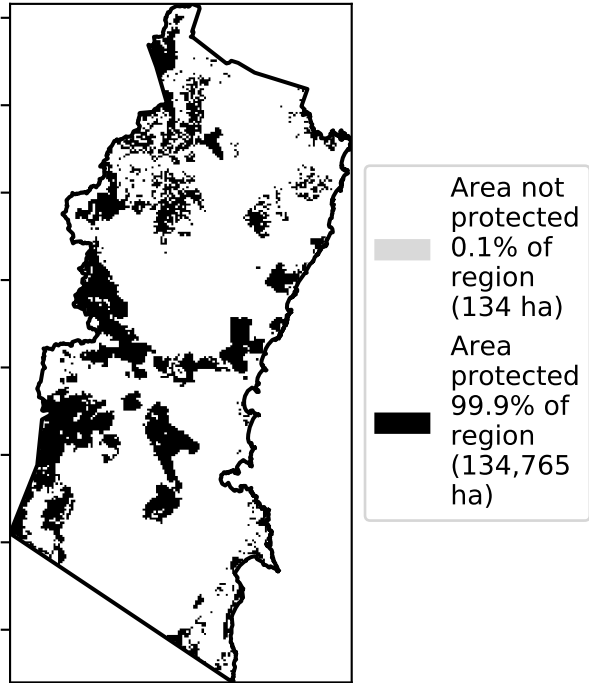 Area not
protected
0.1% of
region
(134 ha)
Area
protected
99.9% of
region
(134,765
ha)